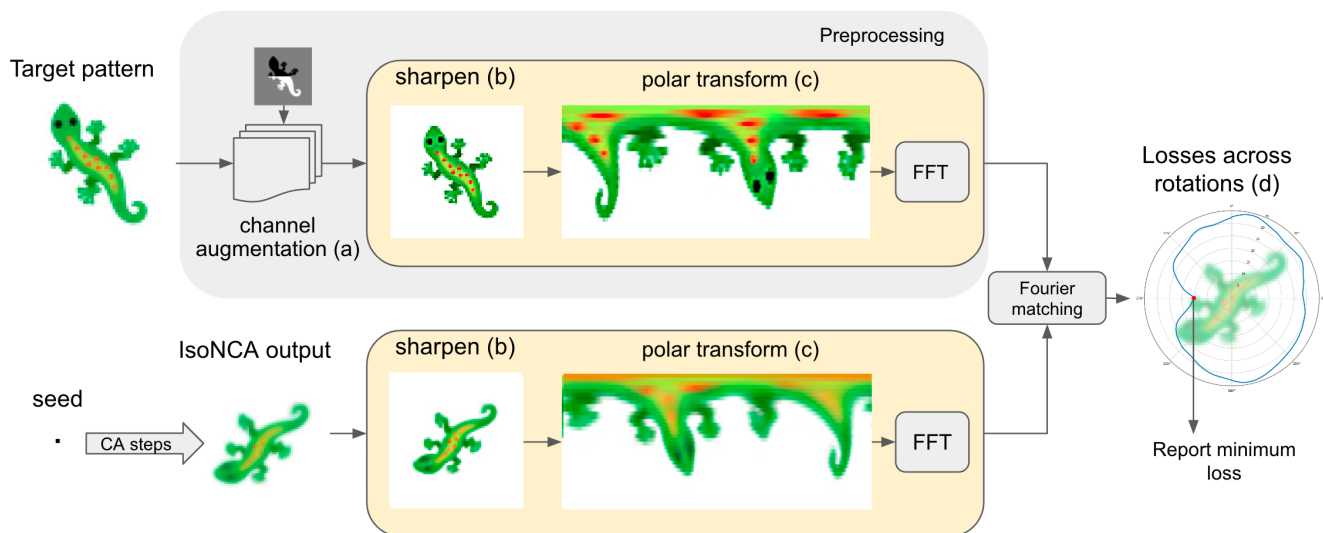 Preprocessing
Target pattern
sharpen (b)
polar transform (c)
FFT
channel
augmentation (a)
Losses across
rotations (d)
Fourier
matching
IsoNCA output
sharpen (b)
polar transform (c)
seed
CA steps
FFT
Report minimum
loss